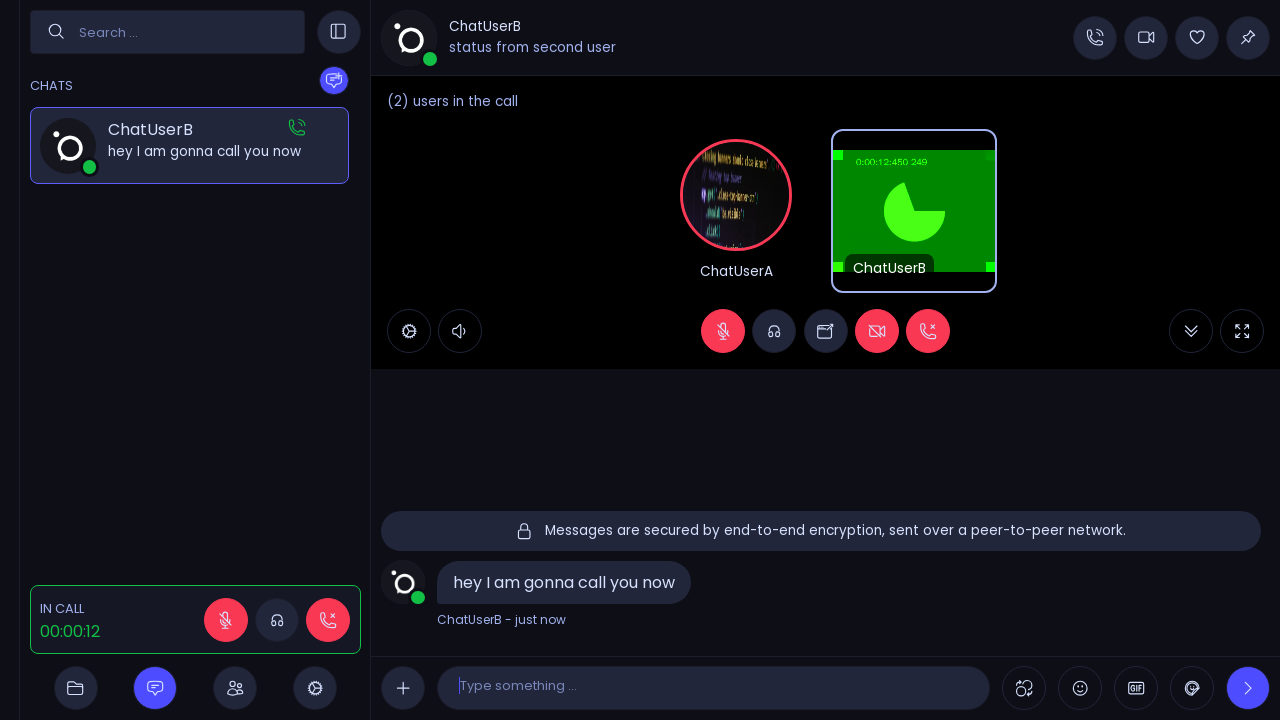 Search ...
CHATS
ChatUserB
hey I am gonna call you now
IN CALL
00:00:12
ChatUserB
status from second user
(2) users in the call
ChatUserA
0:00:12:450 249
ChatUserB
Messages are secured by end-to-end encryption, sent over a peer-to-peer network.
hey I am gonna call you now
ChatUserB - just now
Type something ...
GIF